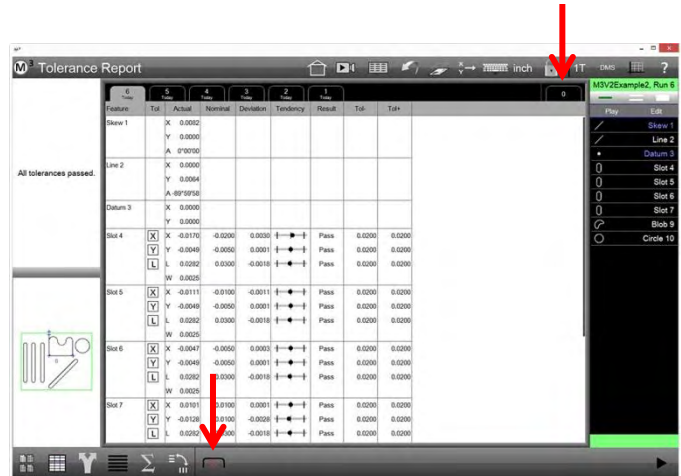 M³
M³ Tolerance Report
inch
1T
DMS
?
6 Today
5 Today
4 Today
3 Today
2 Today
1 Today
0
M3V2Example2, Run 6
Play Edit
Skew 1
Line 2
Datum 3
Slot 4
Slot 5
Slot 6
Slot 7
Blob 9
Circle 10
All tolerances passed.
Feature Tol Actual Nominal Deviation Tendency Result Tol- Tol+
Skew 1 X 0.0082
Y 0.0000
A 0°00'00
Line 2 X 0.0000
Y 0.0064
A -89°59'58
Datum 3 X 0.0000
Y 0.0000
Slot 4 X X -0.0170 -0.0200 0.0030 Pass 0.0200 0.0200
Y Y -0.0049 -0.0050 0.0001 Pass 0.0200 0.0200
L L 0.0282 0.0300 -0.0018 Pass 0.0200 0.0200
W 0.0025
Slot 5 X X -0.0111 -0.0100 -0.0011 Pass 0.0200 0.0200
Y Y -0.0049 -0.0050 0.0001 Pass 0.0200 0.0200
L L 0.0282 0.0300 -0.0018 Pass 0.0200 0.0200
W 0.0025
Slot 6 X X -0.0047 -0.0050 0.0003 Pass 0.0200 0.0200
Y Y -0.0049 -0.0050 0.0001 Pass 0.0200 0.0200
L L 0.0282 0.0300 -0.0018 Pass 0.0200 0.0200
W 0.0025
Slot 7 X X 0.0101 0.0100 0.0001 Pass 0.0200 0.0200
Y Y -0.0128 0.0100 -0.0028 Pass 0.0200 0.0200
L L 0.0282 -0.0018 Pass 0.0200 0.0200